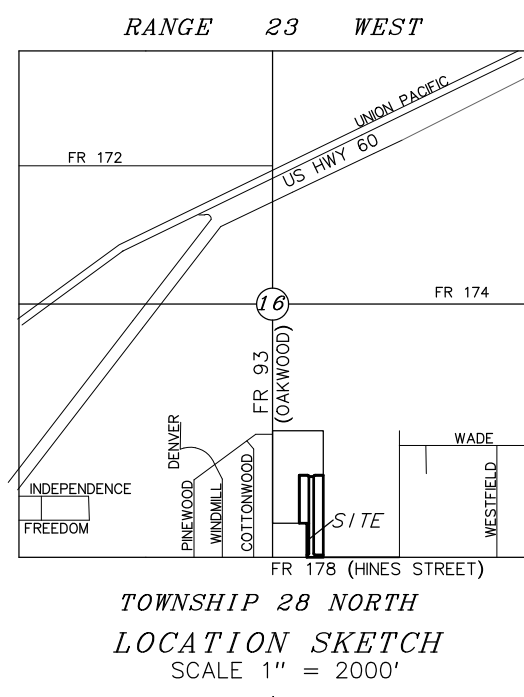 RANGE 23 WEST
UNION PACIFIC
US HWY 60
FR 172
16
FR 174
FR 93
(OAKWOOD)
DENVER
WADE
INDEPENDENCE
FREEDOM
PINEWOOD
WINDMILL
COTTONWOOD
SITE
WESTFIELD
FR 178 (HINES STREET)
TOWNSHIP 28 NORTH
LOCATION SKETCH
SCALE 1" = 2000'